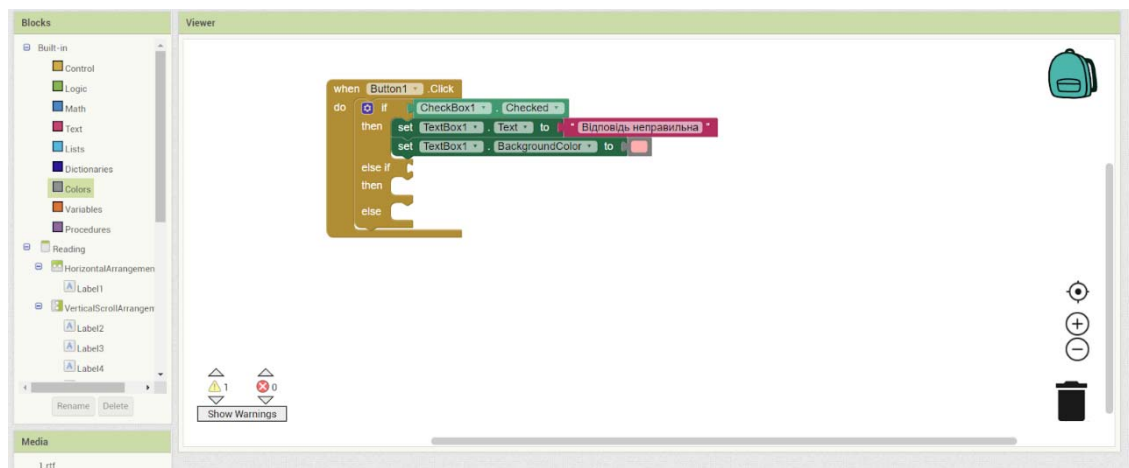 Blocks
Viewer
Built-in
Control
Logic
Math
Text
Lists
Dictionaries
Colors
Variables
Procedures
Reading
HorizontalArrangemen
Label1
VerticalScrollArrangem
Label2
Label3
Label4
Rename Delete
Media
1.rtf
when Button1 .Click
do if CheckBox1 . Checked
then set TextBox1 . Text to " Відповідь неправильна "
set TextBox1 . BackgroundColor to
else if
then
else
1 0
Show Warnings